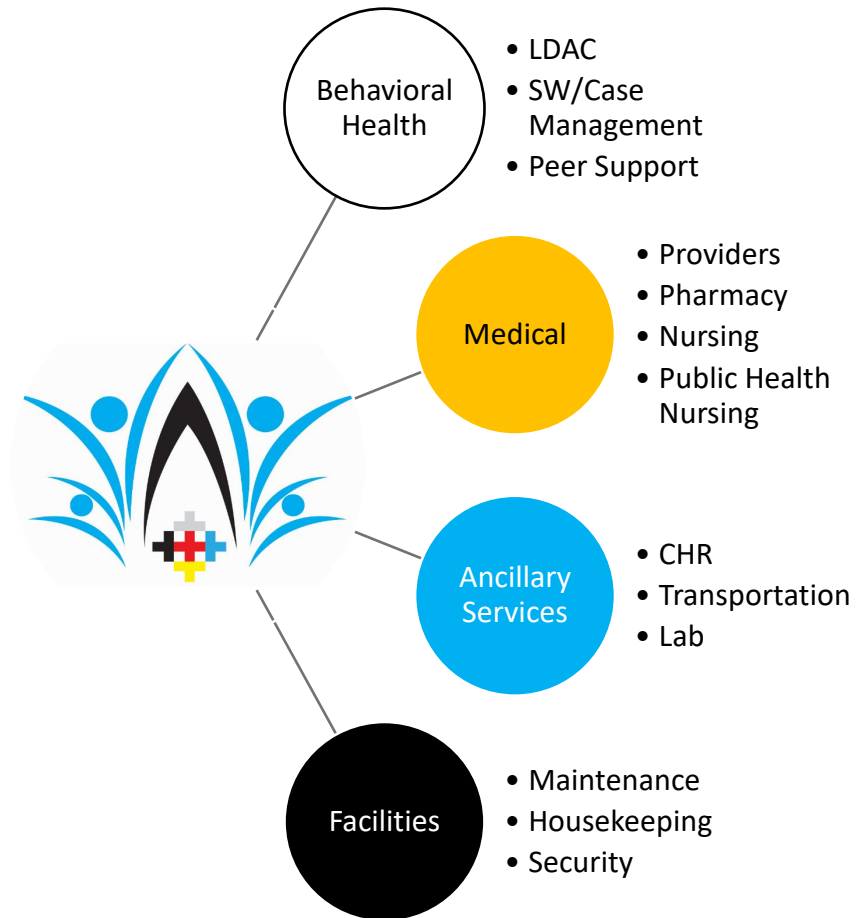 Behavioral
Health
• LDAC
• SW/Case
Management
• Peer Support
Medical
• Providers
• Pharmacy
• Nursing
• Public Health
Nursing
Ancillary
Services
• CHR
• Transportation
• Lab
Facilities
• Maintenance
• Housekeeping
• Security